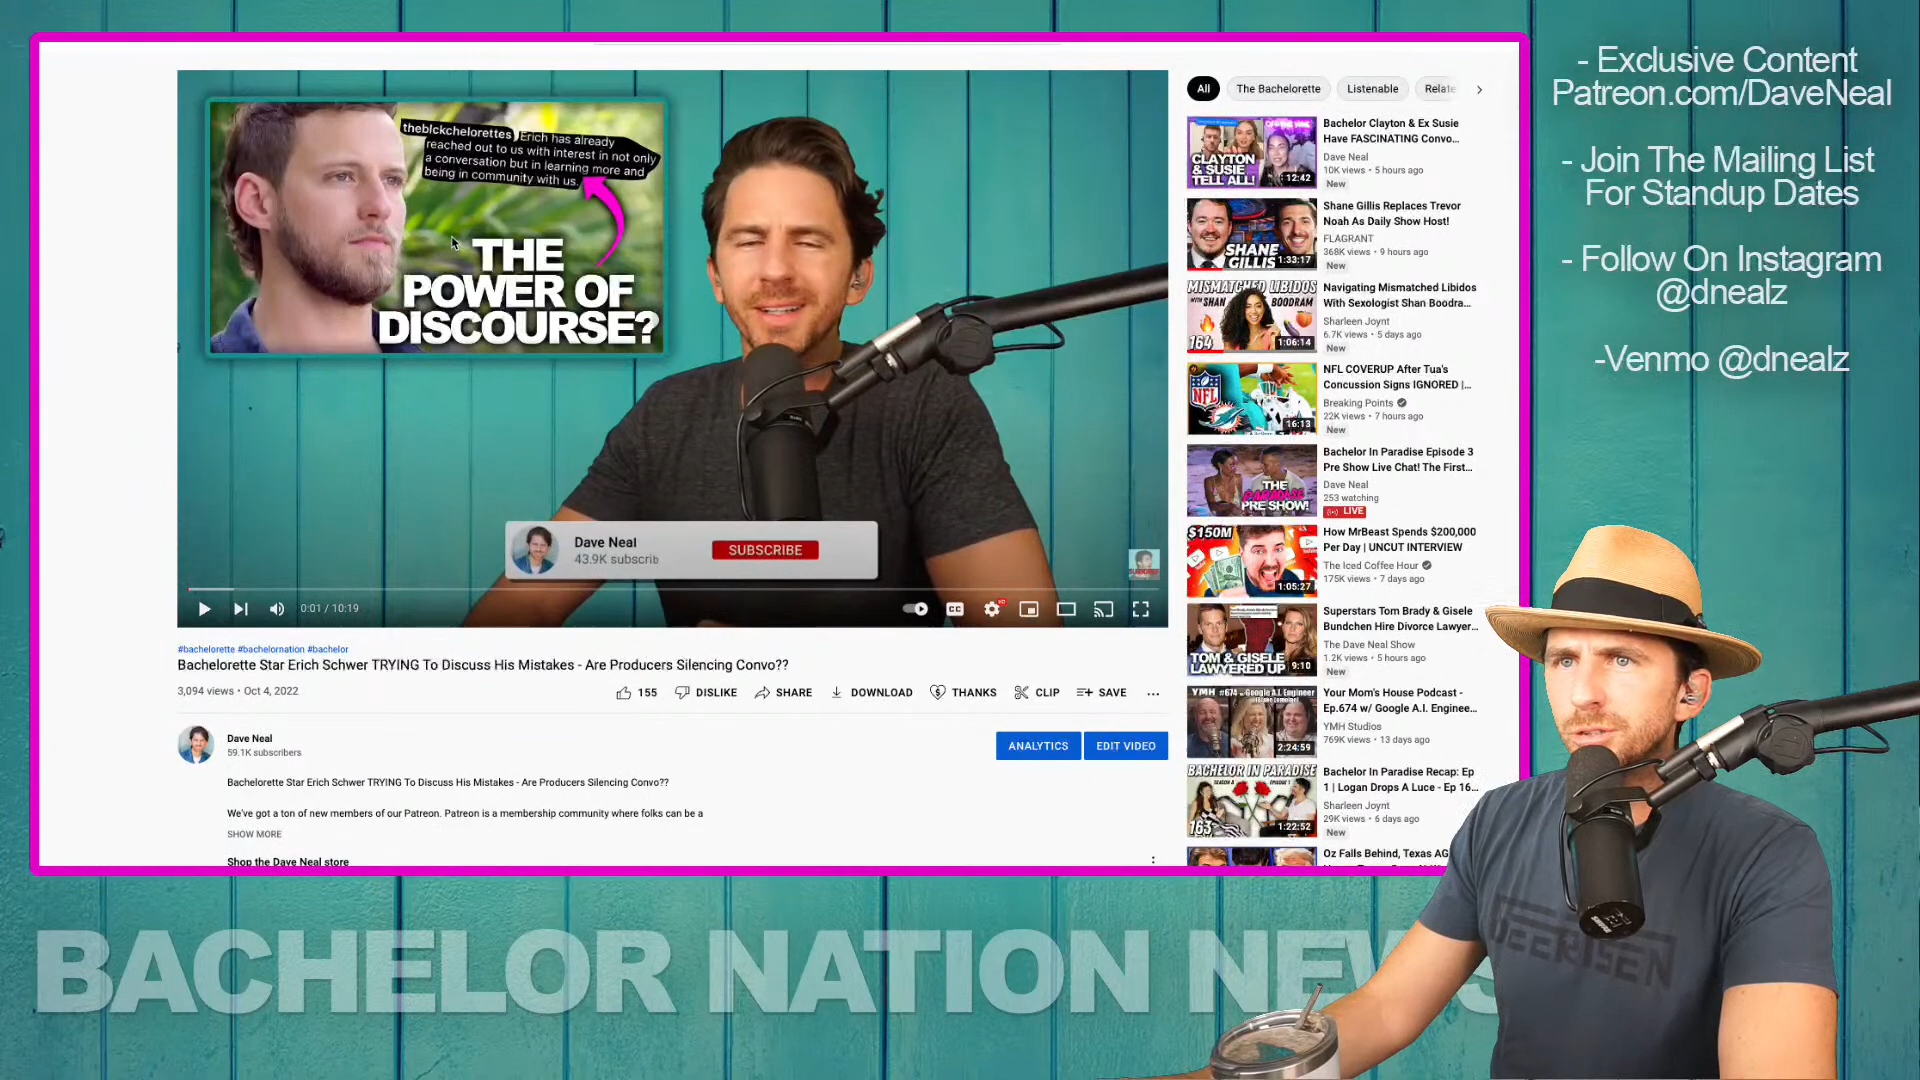 theblckchelorettes Erich has already
reached out to us with interest in not only
a conversation but in learning more and
being in community with us.
THE
POWER OF
DISCOURSE?
Dave Neal
43.9K subscrib
SUBSCRIBE
0:01 / 10:19
CC
HD
#bachelorette #bachelornation #bachelor
Bachelorette Star Erich Schwer TRYING To Discuss His Mistakes - Are Producers Silencing Convo??
3,094 views • Oct 4, 2022
155
DISLIKE
SHARE
DOWNLOAD
THANKS
CLIP
SAVE
Dave Neal
59.1K subscribers
ANALYTICS
EDIT VIDEO
Bachelorette Star Erich Schwer TRYING To Discuss His Mistakes - Are Producers Silencing Convo??
We've got a ton of new members of our Patreon. Patreon is a membership community where folks can be a
SHOW MORE
Shop the Dave Neal store
All
The Bachelorette
Listenable
Relate
CLAYTON
& SUSIE
TELL ALL!
12:42
Bachelor Clayton & Ex Susie
Have FASCINATING Convo...
Dave Neal
10K views • 5 hours ago
New
SHANE
GILLIS
1:33:17
Shane Gillis Replaces Trevor
Noah As Daily Show Host!
FLAGRANT
368K views • 9 hours ago
New
MISMATCHED LIBIDOS
WITH SHAN BOODRAM
164
1:06:14
Navigating Mismatched Libidos
With Sexologist Shan Boodra...
Sharleen Joynt
6.7K views • 5 days ago
New
NFL
16:13
NFL COVERUP After Tua's
Concussion Signs IGNORED |...
Breaking Points
22K views • 7 hours ago
New
THE
PARADISE
PRE SHOW!
Bachelor In Paradise Episode 3
Pre Show Live Chat! The First...
Dave Neal
253 watching
LIVE
$150M
1:05:27
How MrBeast Spends $200,000
Per Day | UNCUT INTERVIEW
The Iced Coffee Hour
175K views • 7 days ago
TOM & GISELE
LAWYERED UP
9:10
Superstars Tom Brady & Gisele
Bundchen Hire Divorce Lawyer...
The Dave Neal Show
1.2K views • 5 hours ago
New
YMH #674 - Google A.I. Engineer
2:24:59
Your Mom's House Podcast -
Ep.674 w/ Google A.I. Enginee...
YMH Studios
769K views • 13 days ago
BACHELOR IN PARADISE
163
1:22:52
Bachelor In Paradise Recap: Ep
1 | Logan Drops A Luce - Ep 16...
Sharleen Joynt
29K views • 6 days ago
New
Oz Falls Behind, Texas AG
- Exclusive Content
Patreon.com/DaveNeal
- Join The Mailing List
For Standup Dates
- Follow On Instagram
@dnealz
-Venmo @dnealz
BACHELOR NATION NEWS